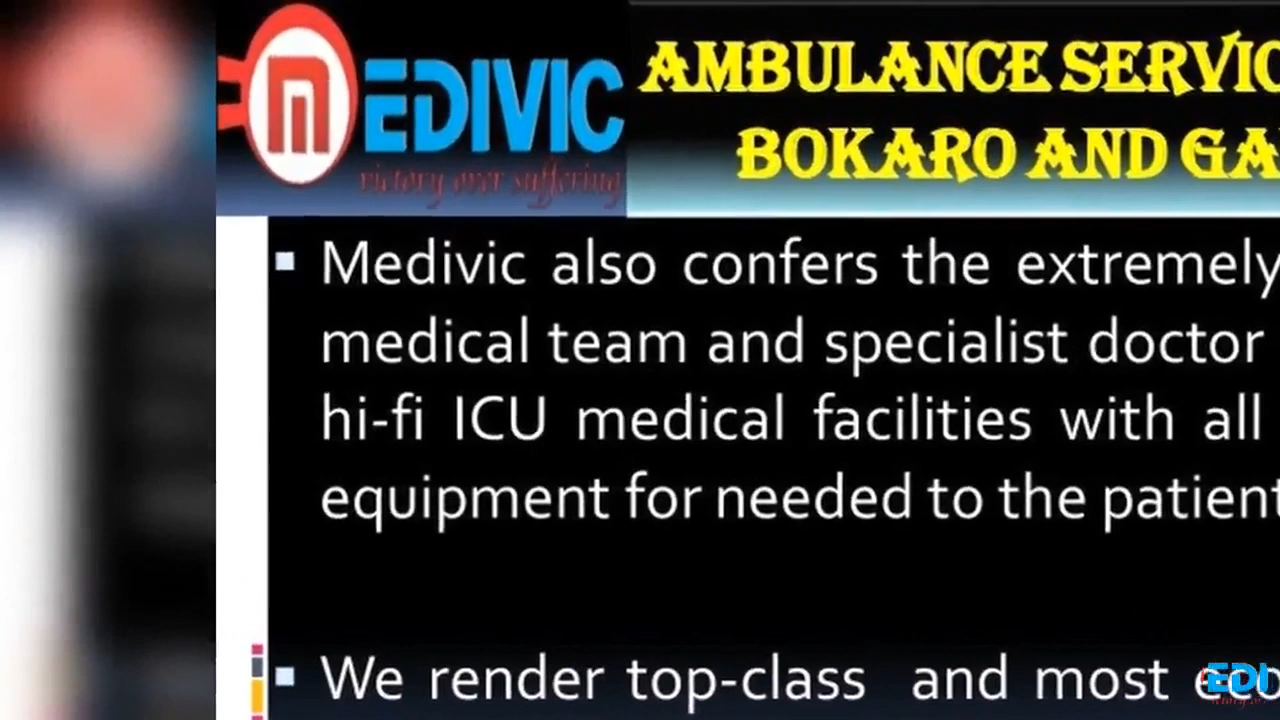 MEDIVIC
victory over suffering
AMBULANCE SERVIC
BOKARO AND GA
Medivic also confers the extremely
medical team and specialist doctor
hi-fi ICU medical facilities with all
equipment for needed to the patient
We render top-class and most eco
EDI